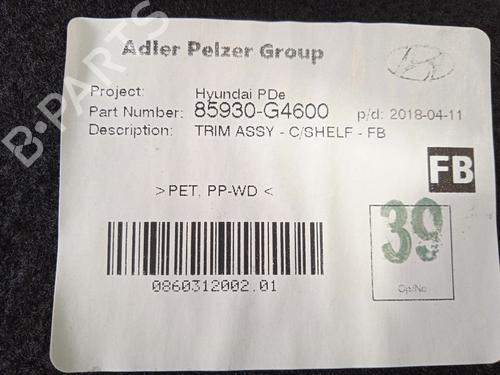 B-PARTS
Adler Pelzer Group
Project: Hyundai PDe
Part Number: 85930-G4600 p/d: 2018-04-11
Description: TRIM ASSY - C/SHELF - FB
FB
>PET, PP-WD<
39
0860312002.01
Op/No